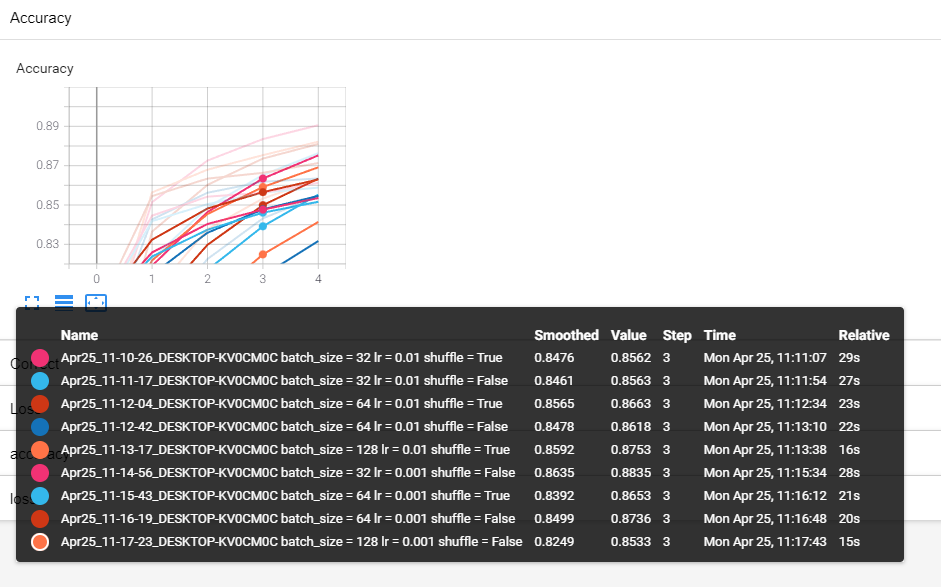 Accuracy
Accuracy
0.89
0.87
0.85
0.83
0 1 2 3 4
Name Smoothed Value Step Time Relative
Apr25_11-10-26_DESKTOP-KV0CM0C batch_size = 32 lr = 0.01 shuffle = True 0.8476 0.8562 3 Mon Apr 25, 11:11:07 29s
Correct
Apr25_11-11-17_DESKTOP-KV0CM0C batch_size = 32 lr = 0.01 shuffle = False 0.8461 0.8563 3 Mon Apr 25, 11:11:54 27s
Apr25_11-12-04_DESKTOP-KV0CM0C batch_size = 64 lr = 0.01 shuffle = True 0.8565 0.8663 3 Mon Apr 25, 11:12:34 23s
Loss
Apr25_11-12-42_DESKTOP-KV0CM0C batch_size = 64 lr = 0.01 shuffle = False 0.8478 0.8618 3 Mon Apr 25, 11:13:10 22s
Apr25_11-13-17_DESKTOP-KV0CM0C batch_size = 128 lr = 0.01 shuffle = True 0.8592 0.8753 3 Mon Apr 25, 11:13:38 16s
accuracy
Apr25_11-14-56_DESKTOP-KV0CM0C batch_size = 32 lr = 0.001 shuffle = False 0.8635 0.8835 3 Mon Apr 25, 11:15:34 28s
Apr25_11-15-43_DESKTOP-KV0CM0C batch_size = 64 lr = 0.001 shuffle = True 0.8392 0.8653 3 Mon Apr 25, 11:16:12 21s
loss
Apr25_11-16-19_DESKTOP-KV0CM0C batch_size = 64 lr = 0.001 shuffle = False 0.8499 0.8736 3 Mon Apr 25, 11:16:48 20s
Apr25_11-17-23_DESKTOP-KV0CM0C batch_size = 128 lr = 0.001 shuffle = False 0.8249 0.8533 3 Mon Apr 25, 11:17:43 15s